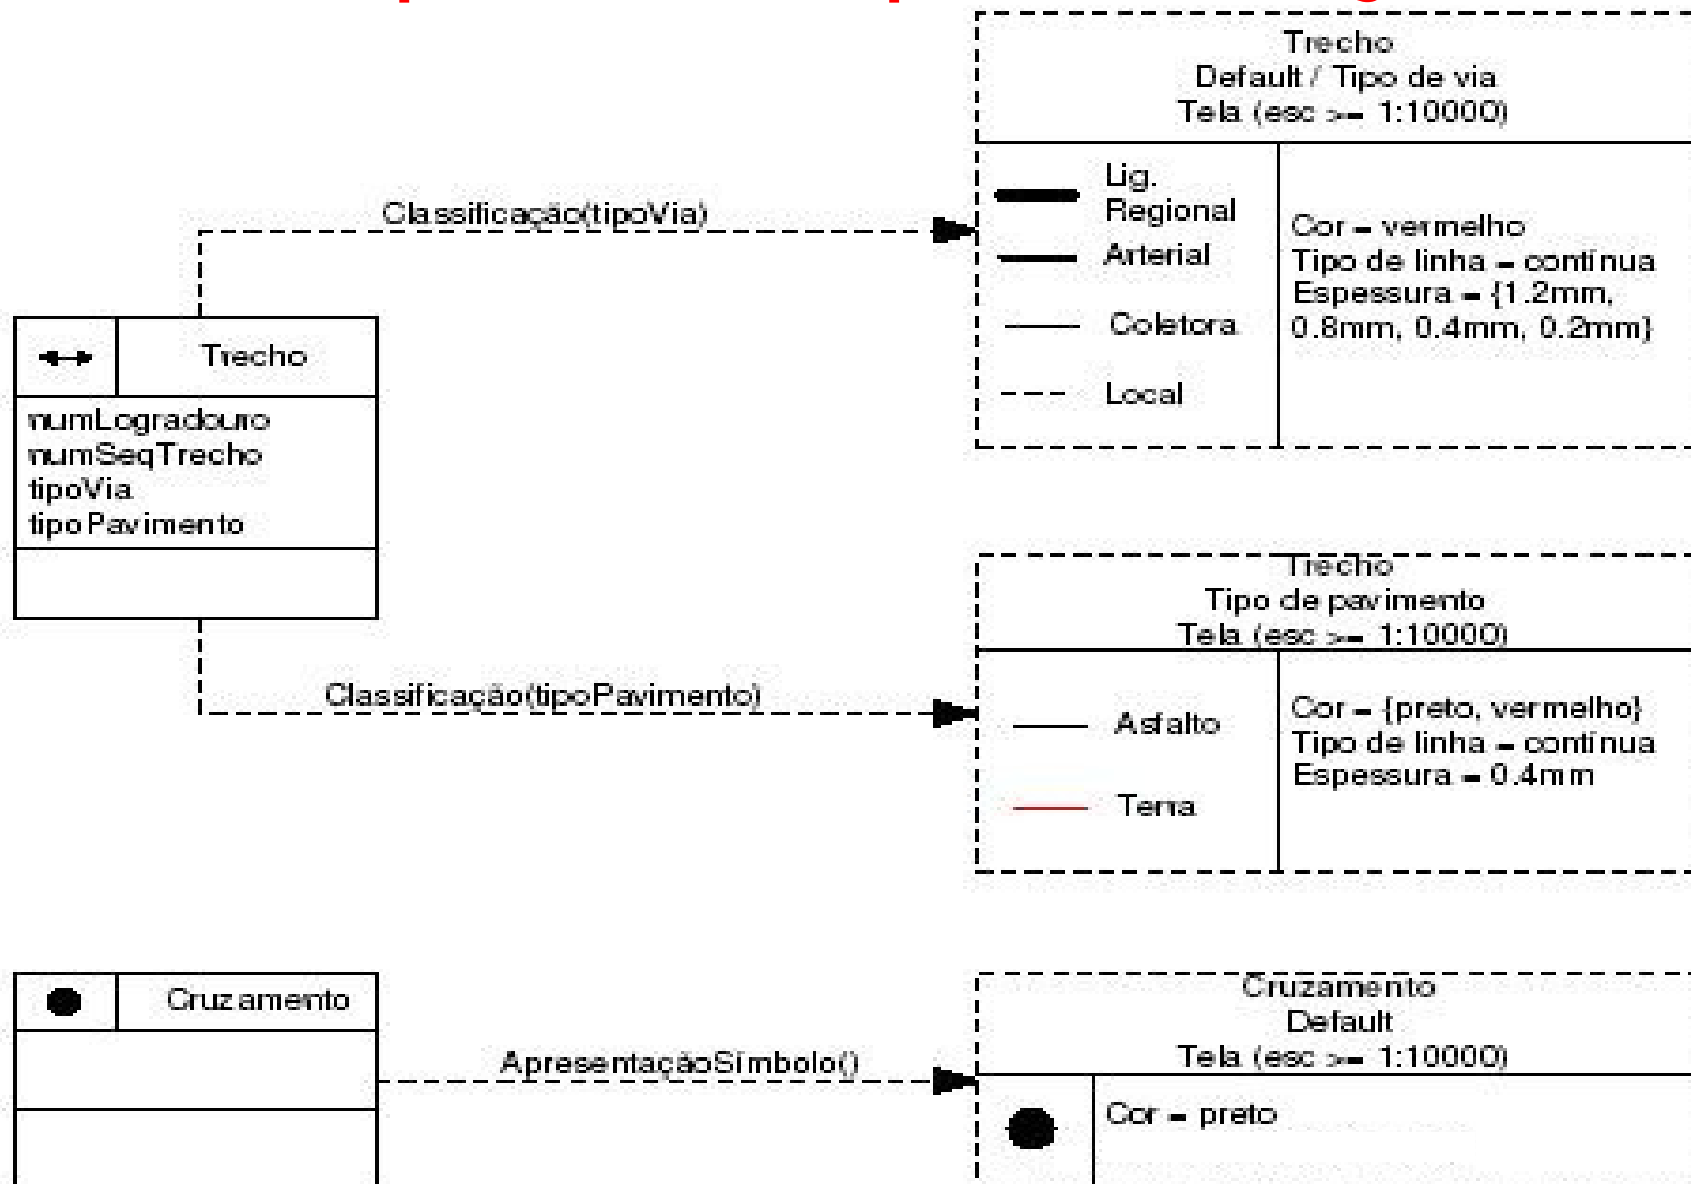 Trecho
Default / Tipo de via
Tela (esc >= 1:10000)
Lig.
Regional
Arterial
Coletora
Local
Cor = vermelho
Tipo de linha = contínua
Espessura = {1.2mm,
0.8mm, 0.4mm, 0.2mm}
Classificação(tipoVia)
Trecho
numLogradouro
numSeqTrecho
tipoVia
tipoPavimento
Classificação(tipoPavimento)
Trecho
Tipo de pavimento
Tela (esc >= 1:10000)
Asfalto
Terra
Cor = {preto, vermelho}
Tipo de linha = contínua
Espessura = 0.4mm
Cruzamento
ApresentaçãoSímbolo()
Cruzamento
Default
Tela (esc >= 1:10000)
Cor = preto